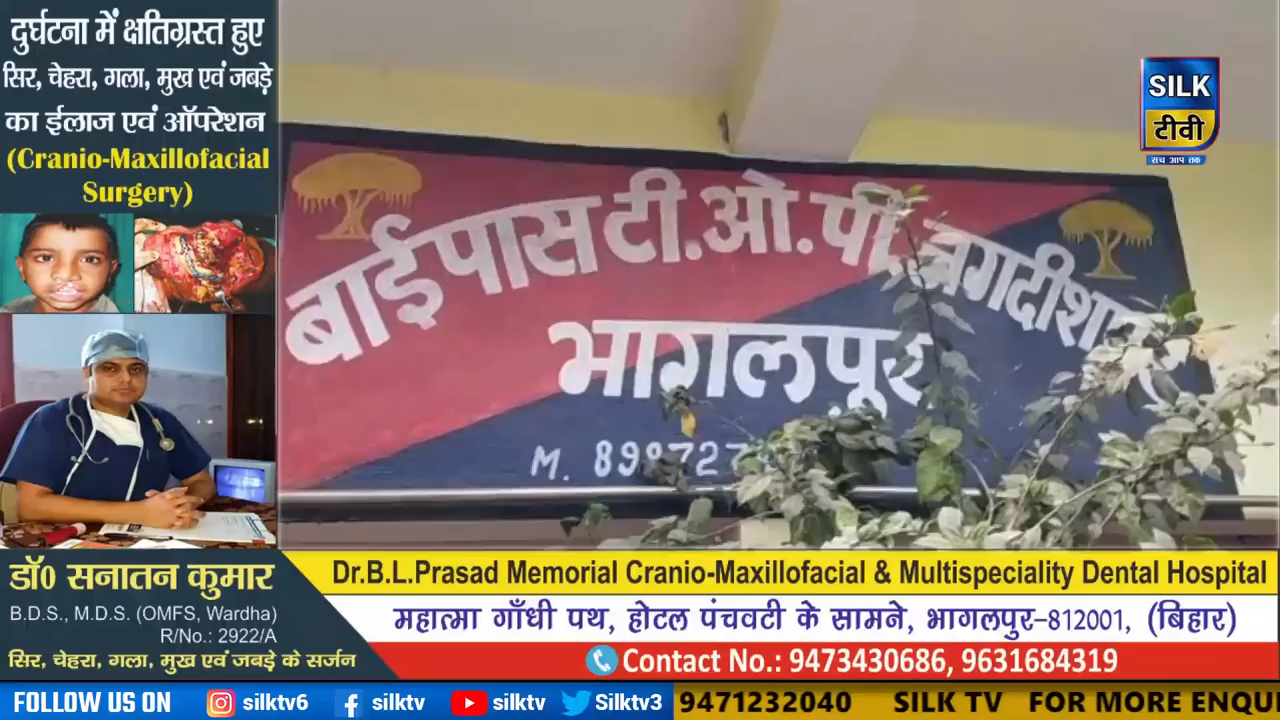 दुर्घटना में क्षतिग्रस्त हुए
सिर, चेहरा, गला, मुख एवं जबड़े
का ईलाज एवं ऑपरेशन
(Cranio-Maxillofacial
Surgery)
SILK
टीवी
सच आप तक
बाईपास टी.ओ.पी.
भागलपुर
M.
डॉ0 सनातन कुमार
B.D.S., M.D.S. (OMFS, Wardha)
R/No.: 2922/A
सिर, चेहरा, गला, मुख एवं जबड़े के सर्जन
Dr.B.L.Prasad Memorial Cranio-Maxillofacial & Multispeciality Dental Hospital
महात्मा गाँधी पथ, होटल पंचवटी के सामने, भागलपुर-812001, (बिहार)
Contact No.: 9473430686, 9631684319
FOLLOW US ON silktv6 silktv silktv Silktv3 9471232040 SILK TV FOR MORE ENQU